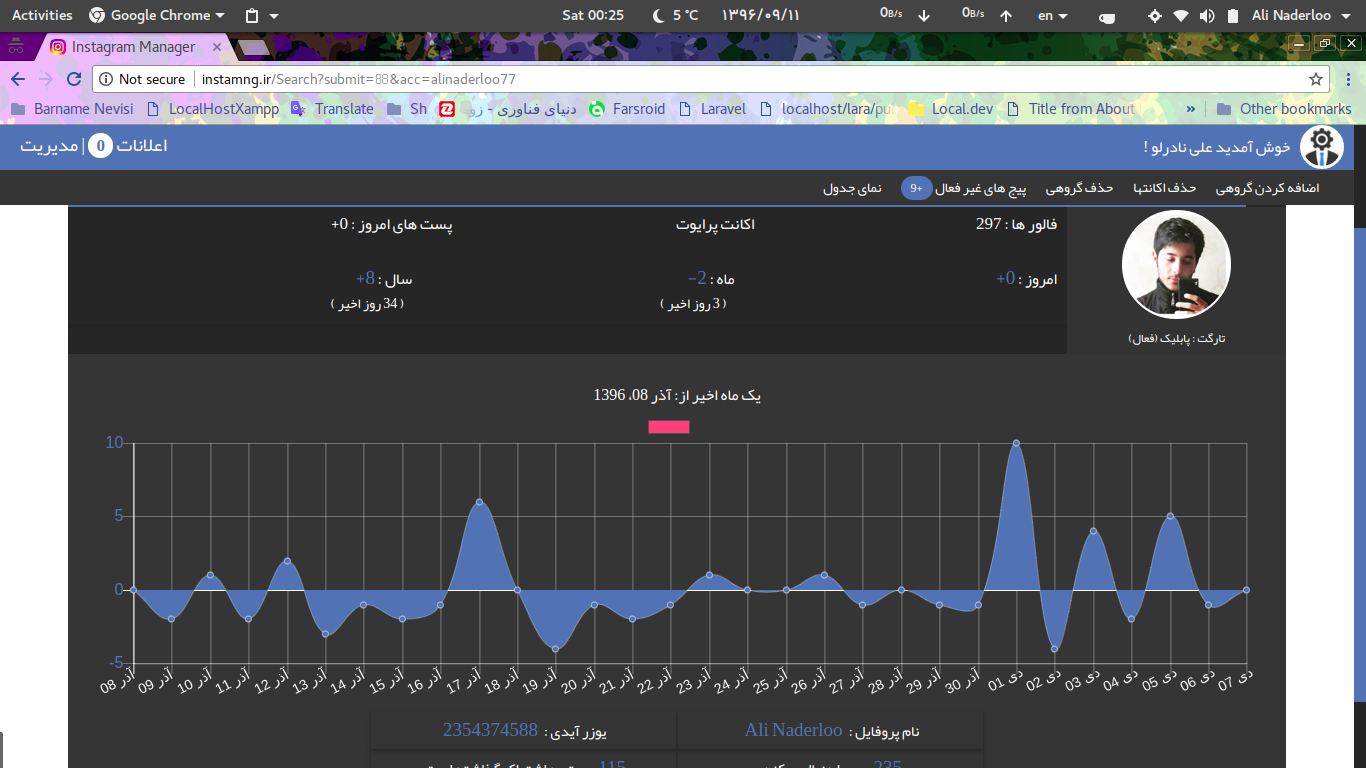 Activities Google Chrome Sat 00:25 5 °C ۱۳۹۶/۰۹/۱۱ 0B/s 0B/s en Ali Naderloo
Instagram Manager
Not secure instamng.ir/Search?submit=&acc=alinaderloo77
Barname Nevisi LocalHostXampp Translate Sh دنیای فناوری - زو Farsroid Laravel localhost/lara/pu Local.dev Title from About » Other bookmarks
خوش آمدید علی نادرلو !
اعلانات 0 | مدیریت
اضافه کردن گروهی حذف اکانتها حذف گروهی پیج های غیر فعال +9 نمای جدول
فالور ها : 297 اکانت پرایوت پست های امروز : 0+
امروز : 0+ ماه : 2- سال : 8+
( 3 روز اخیر ) ( 34 روز اخیر )
تارگت : پابلیک (فعال)
یک ماه اخیر از: آذر 08، 1396
10
5
0
-5
آذر 08 آذر 09 آذر 10 آذر 11 آذر 12 آذر 13 آذر 14 آذر 15 آذر 16 آذر 17 آذر 18 آذر 19 آذر 20 آذر 21 آذر 22 آذر 23 آذر 24 آذر 25 آذر 26 آذر 27 آذر 28 آذر 29 آذر 30 دی 01 دی 02 دی 03 دی 04 دی 05 دی 06 دی 07
نام پروفایل : Ali Naderloo یوزر آیدی : 2354374588
235 115